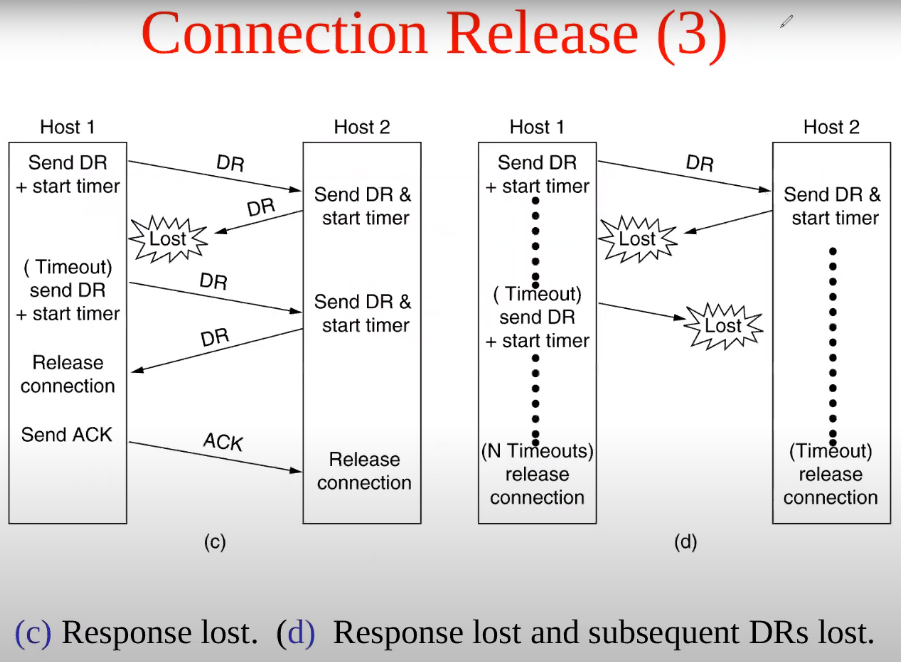 Connection Release (3)
Host 1
Host 2
Send DR
+ start timer
DR
Send DR &
start timer
DR
Lost
( Timeout)
send DR
+ start timer
DR
Send DR &
start timer
DR
Release
connection
Send ACK
ACK
Release
connection
(c)
Host 1
Host 2
Send DR
+ start timer
DR
Send DR &
start timer
Lost
( Timeout)
send DR
+ start timer
Lost
(N Timeouts)
release
connection
(Timeout)
release
connection
(d)
(c) Response lost. (d) Response lost and subsequent DRs lost.